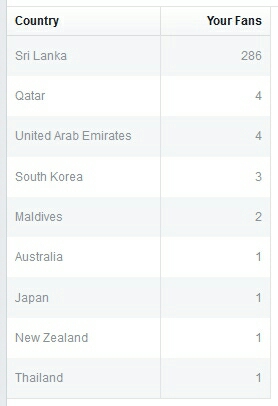 Country Your Fans
Sri Lanka 286
Qatar 4
United Arab Emirates 4
South Korea 3
Maldives 2
Australia 1
Japan 1
New Zealand 1
Thailand 1